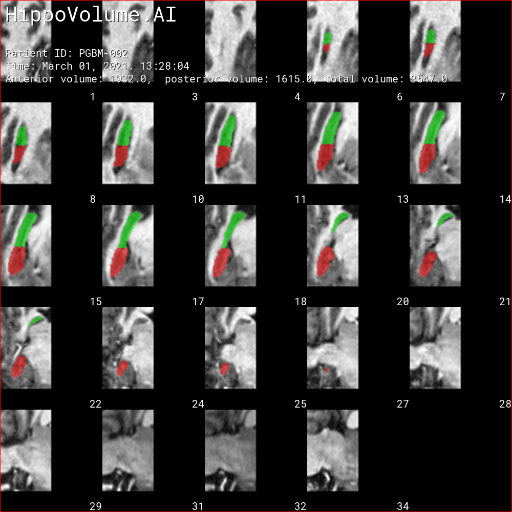 HippoVolume.AI
Patient ID: PGBM-002
Time: March 01, 2021, 13:28:04
Anterior volume: 1932.0, posterior volume: 1615.0, total volume: 3547.0
1 3 4 6 7
8 10 11 13 14
15 17 18 20 21
22 24 25 27 28
29 31 32 34